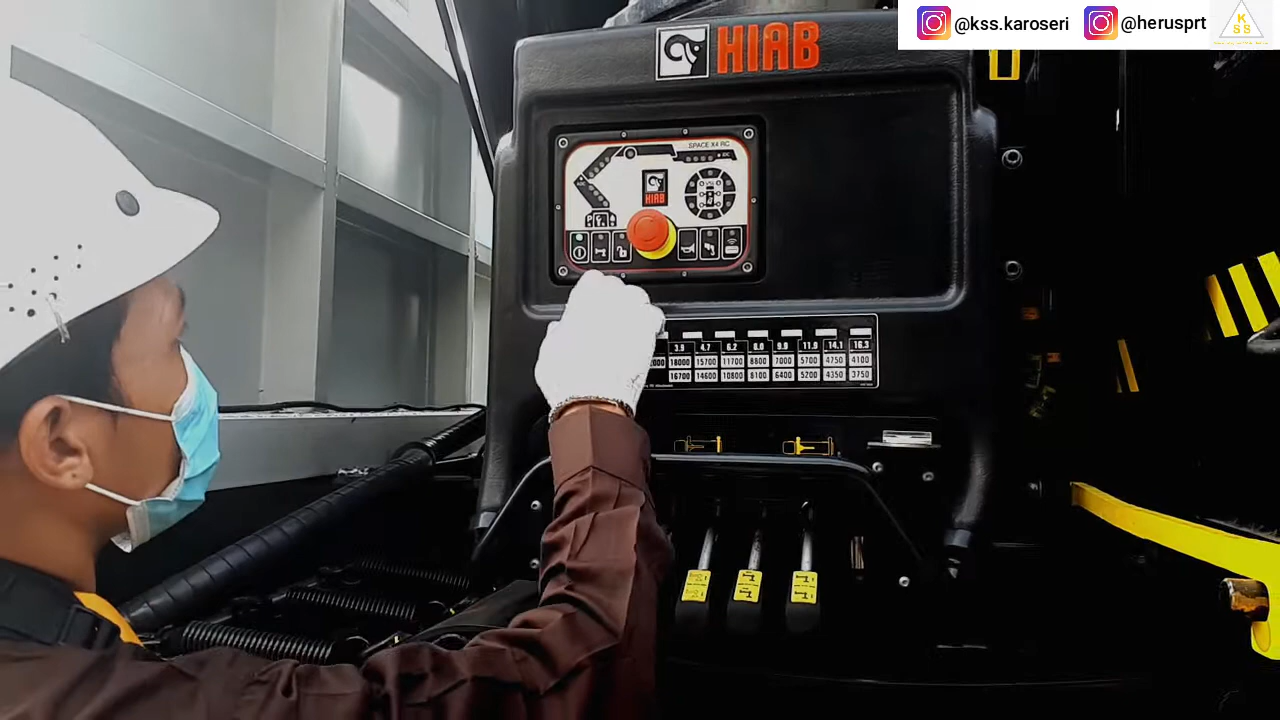 @kss.karoseri @herusprt
K
S S
HIAB
SPACE X4 RC
HIAB
3.9 4.7 6.2 8.0 9.9 11.9 14.1 16.3
18000 15700 11700 8800 7000 5700 4750 4100
16700 14600 10800 8100 6400 5200 4350 3750